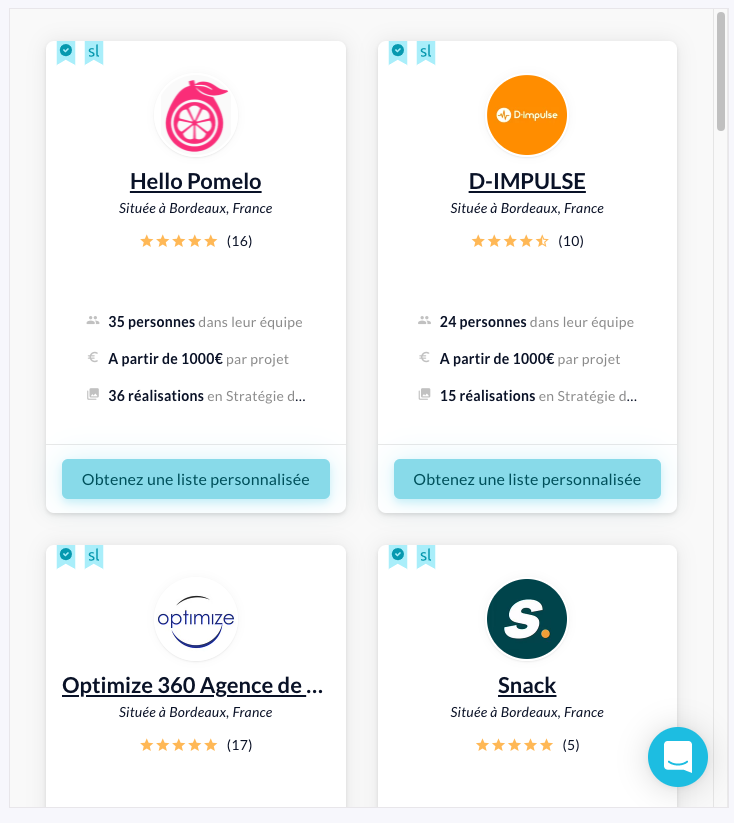 sl
Hello Pomelo
Située à Bordeaux, France
(16)
35 personnes dans leur équipe
€ A partir de 1000€ par projet
36 réalisations en Stratégie d...
Obtenez une liste personnalisée
sl
D-impulse
D-IMPULSE
Située à Bordeaux, France
(10)
24 personnes dans leur équipe
€ A partir de 1000€ par projet
15 réalisations en Stratégie d...
Obtenez une liste personnalisée
sl
optimize
Optimize 360 Agence de ...
Située à Bordeaux, France
(17)
sl
S.
Snack
Située à Bordeaux, France
(5)